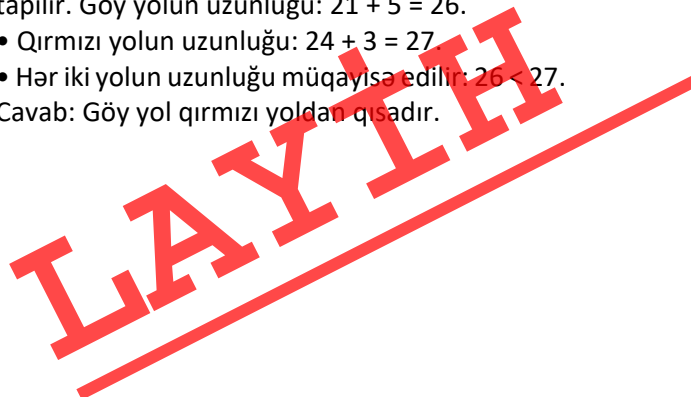 tapılır. Göy yolun uzunluğu: 21 + 5 = 26.
• Qırmızı yolun uzunluğu: 24 + 3 = 27.
• Hər iki yolun uzunluğu müqayisə edilir: 26 < 27.
Cavab: Göy yol qırmızı yoldan qısadır.
LAYİH